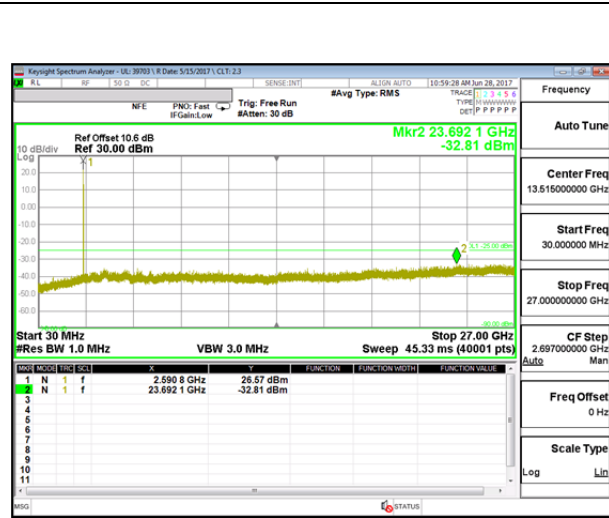 Keysight Spectrum Analyzer - UL: 39703 \ R Date: 5/15/2017 \ CLT: 2.3
RF 50 Ω DC SENSE:INT ALIGN AUTO 10:59:28 AM Jun 28, 2017
Frequency
#Avg Type: RMS TRACE 1 2 3 4 5 6
NFE PNO: Fast Trig: Free Run TYPE M WWWWW
IFGain:Low #Atten: 30 dB DET P P P P P P
Auto Tune
Mkr2 23.692 1 GHz
-32.81 dBm
Ref Offset 10.6 dB
10 dB/div Ref 30.00 dBm
Log
1
20.0
10.0
0.00
-10.0
-20.0
-30.0
-40.0
-50.0
-60.0
2
Start 30 MHz Stop 27.00 GHz
#Res BW 1.0 MHz VBW 3.0 MHz Sweep 45.33 ms (40001 pts)
Center Freq
13.515000000 GHz
Start Freq
30.000000 MHz
Stop Freq
27.000000000 GHz
CF Step
2.697000000 GHz
Auto Man
Freq Offset
0 Hz
Scale Type
Log Lin
MKR MODE TRC SCL X Y FUNCTION FUNCTION WIDTH FUNCTION VALUE
1 N 1 f 2.590 8 GHz 26.57 dBm
2 N 1 f 23.692 1 GHz -32.81 dBm
3
4
5
6
7
8
9
10
11
MSG STATUS